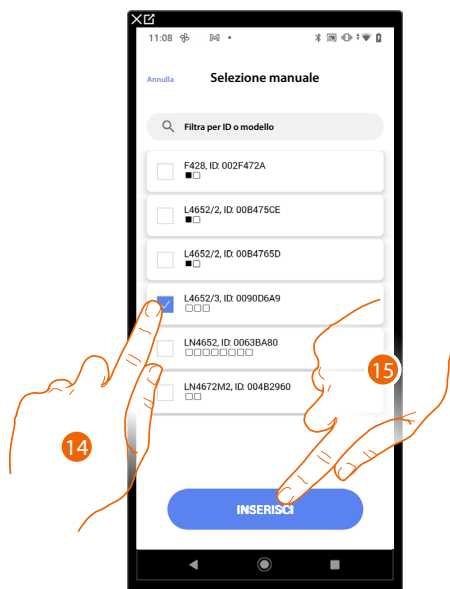 11:08
Annulla Selezione manuale
Filtra per ID o modello
F428, ID: 002F472A
L4652/2, ID: 00B475CE
L4652/2, ID: 00B4765D
L4652/3, ID: 0090D6A9
LN4652, ID: 0063BA80
LN4672M2, ID: 004B2960
15
14
INSERISCI